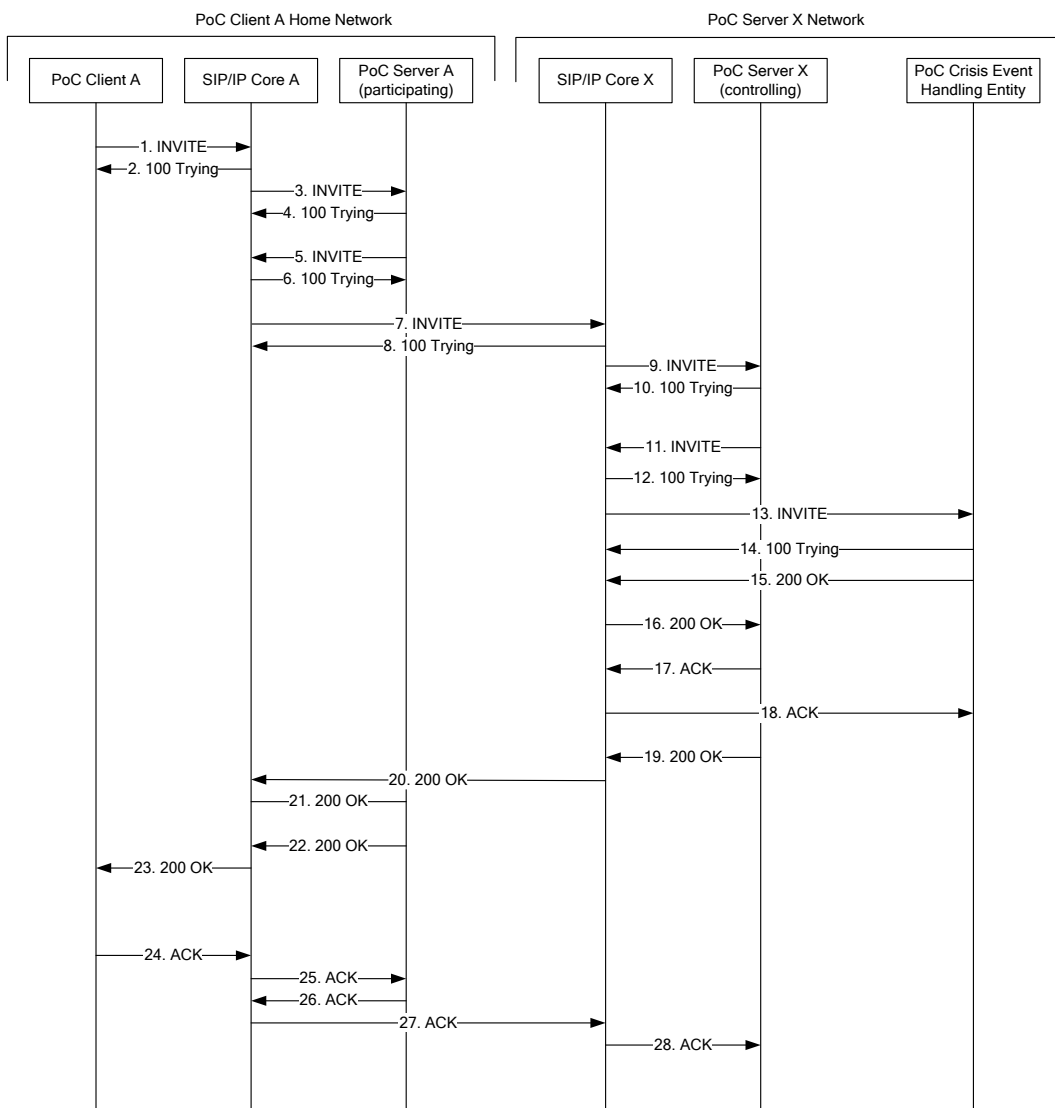 PoC Client A Home Network
PoC Server X Network
PoC Client A
SIP/IP Core A
PoC Server A
(participating)
SIP/IP Core X
PoC Server X
(controlling)
PoC Crisis Event
Handling Entity
1. INVITE
2. 100 Trying
3. INVITE
4. 100 Trying
5. INVITE
6. 100 Trying
7. INVITE
8. 100 Trying
9. INVITE
10. 100 Trying
11. INVITE
12. 100 Trying
13. INVITE
14. 100 Trying
15. 200 OK
16. 200 OK
17. ACK
18. ACK
19. 200 OK
20. 200 OK
21. 200 OK
22. 200 OK
23. 200 OK
24. ACK
25. ACK
26. ACK
27. ACK
28. ACK